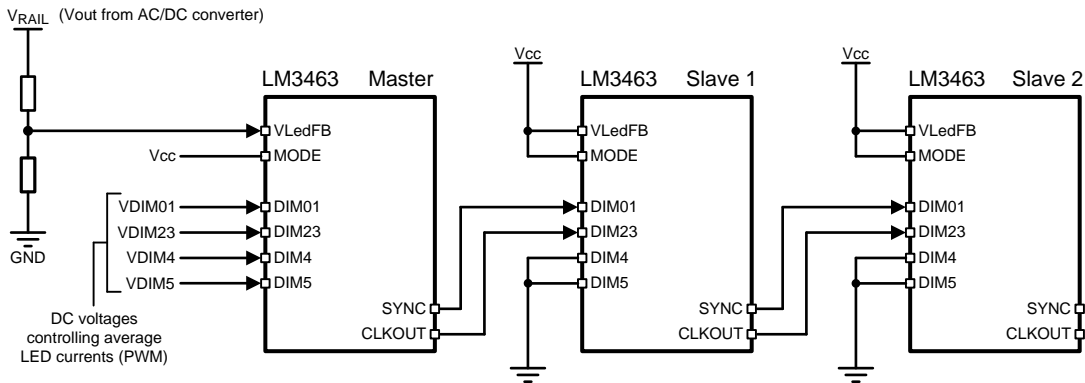 VRAIL (Vout from AC/DC converter)
Vcc
Vcc
LM3463 Master
LM3463 Slave 1
LM3463 Slave 2
VLedFB
VLedFB
VLedFB
Vcc
MODE
MODE
MODE
VDIM01
DIM01
DIM01
DIM01
VDIM23
DIM23
DIM23
DIM23
GND
VDIM4
DIM4
DIM4
DIM4
VDIM5
DIM5
DIM5
DIM5
SYNC
SYNC
SYNC
CLKOUT
CLKOUT
CLKOUT
DC voltages
controlling average
LED currents (PWM)